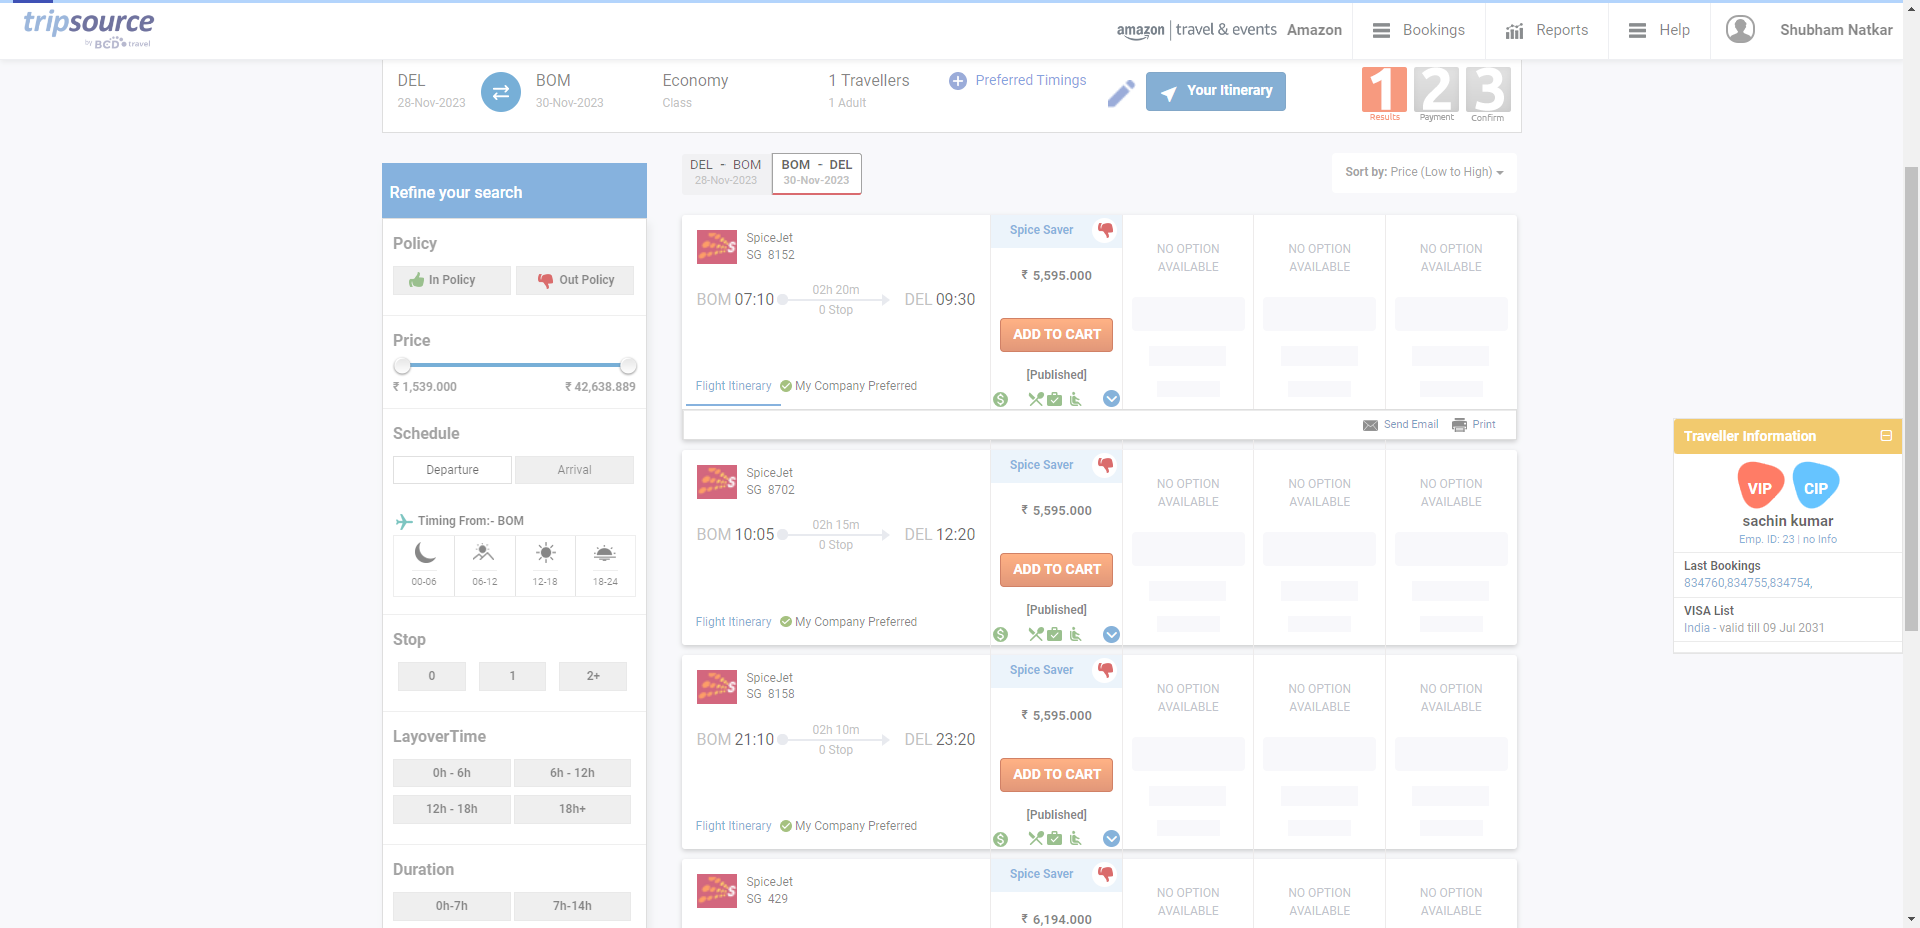 tripsource
by BCD travel
amazon | travel & events Amazon
Bookings
Reports
Help
Shubham Natkar
DEL
28-Nov-2023
BOM
30-Nov-2023
Economy
Class
1 Travellers
1 Adult
Preferred Timings
Your Itinerary
1 Results
2 Payment
3 Confirm
DEL - BOM
28-Nov-2023
BOM - DEL
30-Nov-2023
Sort by: Price (Low to High)
Refine your search
Policy
In Policy
Out Policy
Price
₹ 1,539.000
₹ 42,638.889
Schedule
Departure
Arrival
Timing From:- BOM
00-06
06-12
12-18
18-24
Stop
0
1
2+
LayoverTime
0h - 6h
6h - 12h
12h - 18h
18h+
Duration
0h-7h
7h-14h
SpiceJet
SG 8152
BOM 07:10
02h 20m
0 Stop
DEL 09:30
Flight Itinerary
My Company Preferred
Spice Saver
₹ 5,595.000
ADD TO CART
[Published]
NO OPTION
AVAILABLE
NO OPTION
AVAILABLE
NO OPTION
AVAILABLE
Send Email
Print
SpiceJet
SG 8702
BOM 10:05
02h 15m
0 Stop
DEL 12:20
Flight Itinerary
My Company Preferred
Spice Saver
₹ 5,595.000
ADD TO CART
[Published]
NO OPTION
AVAILABLE
NO OPTION
AVAILABLE
NO OPTION
AVAILABLE
SpiceJet
SG 8158
BOM 21:10
02h 10m
0 Stop
DEL 23:20
Flight Itinerary
My Company Preferred
Spice Saver
₹ 5,595.000
ADD TO CART
[Published]
NO OPTION
AVAILABLE
NO OPTION
AVAILABLE
NO OPTION
AVAILABLE
SpiceJet
SG 429
Spice Saver
₹ 6,194.000
NO OPTION
AVAILABLE
NO OPTION
AVAILABLE
NO OPTION
AVAILABLE
Traveller Information
VIP
CIP
sachin kumar
Emp. ID: 23 | no Info
Last Bookings
834760,834755,834754,
VISA List
India - valid till 09 Jul 2031